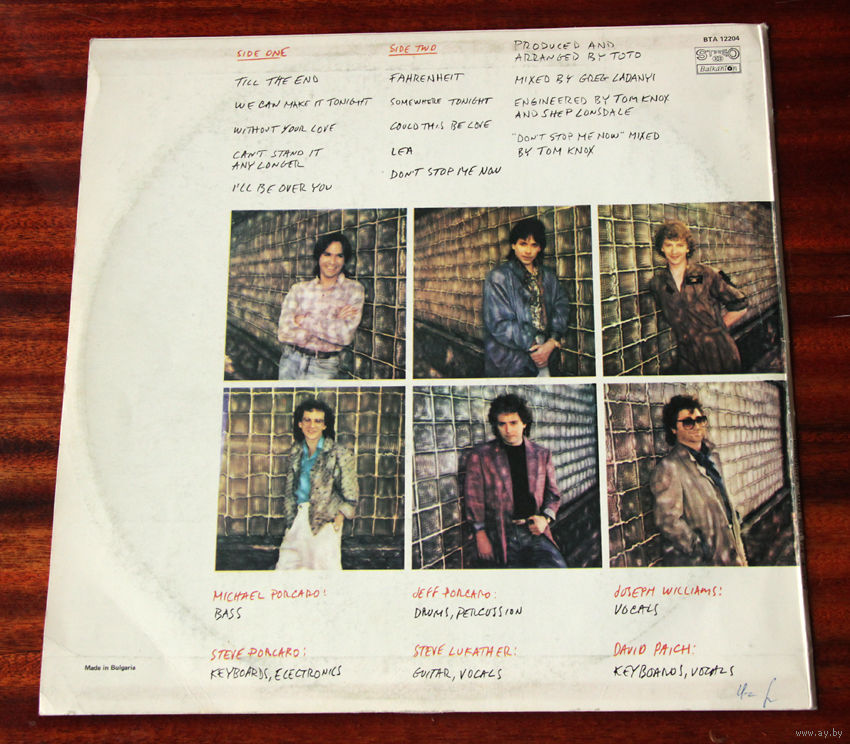 SIDE ONE
TILL THE END
WE CAN MAKE IT TONIGHT
WITHOUT YOUR LOVE
CAN'T STAND IT
ANY LONGER
I'LL BE OVER YOU
SIDE TWO
FAHRENHEIT
SOMEWHERE TONIGHT
COULD THIS BE LOVE
LEA
DON'T STOP ME NOW
PRODUCED AND
ARRANGED BY TOTO
MIXED BY GREG LADANYI
ENGINEERED BY TOM KNOX
AND SHEP LONSDALE
"DON'T STOP ME NOW" MIXED
BY TOM KNOX
BTA 12204
STEREO
Balkanton
MICHAEL PORCARO:
BASS
JEFF PORCARO:
DRUMS, PERCUSSION
JOSEPH WILLIAMS:
VOCALS
STEVE PORCARO:
KEYBOARDS, ELECTRONICS
STEVE LUKATHER:
GUITAR, VOCALS
DAVID PAICH:
KEYBOARDS, VOCALS
Made in Bulgaria
www.ay.by